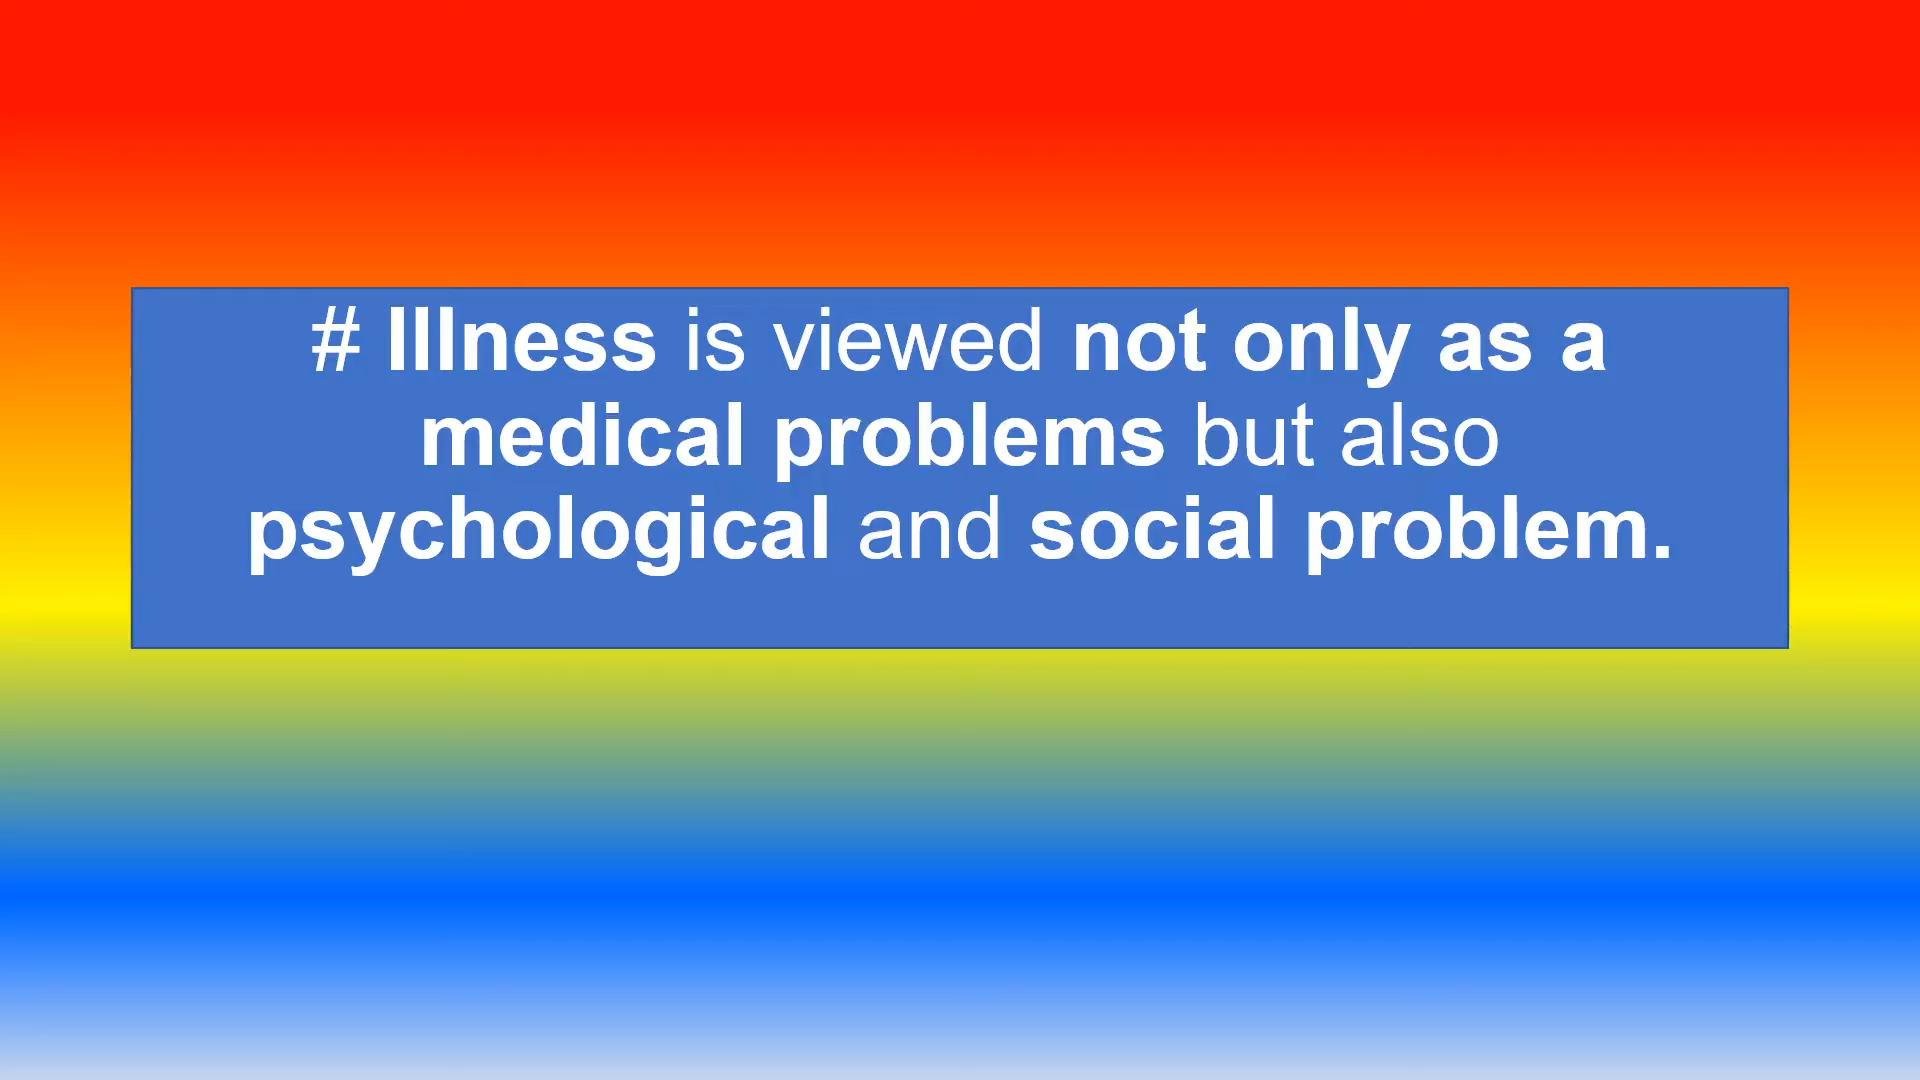 # Illness is viewed not only as a
medical problems but also
psychological and social problem.